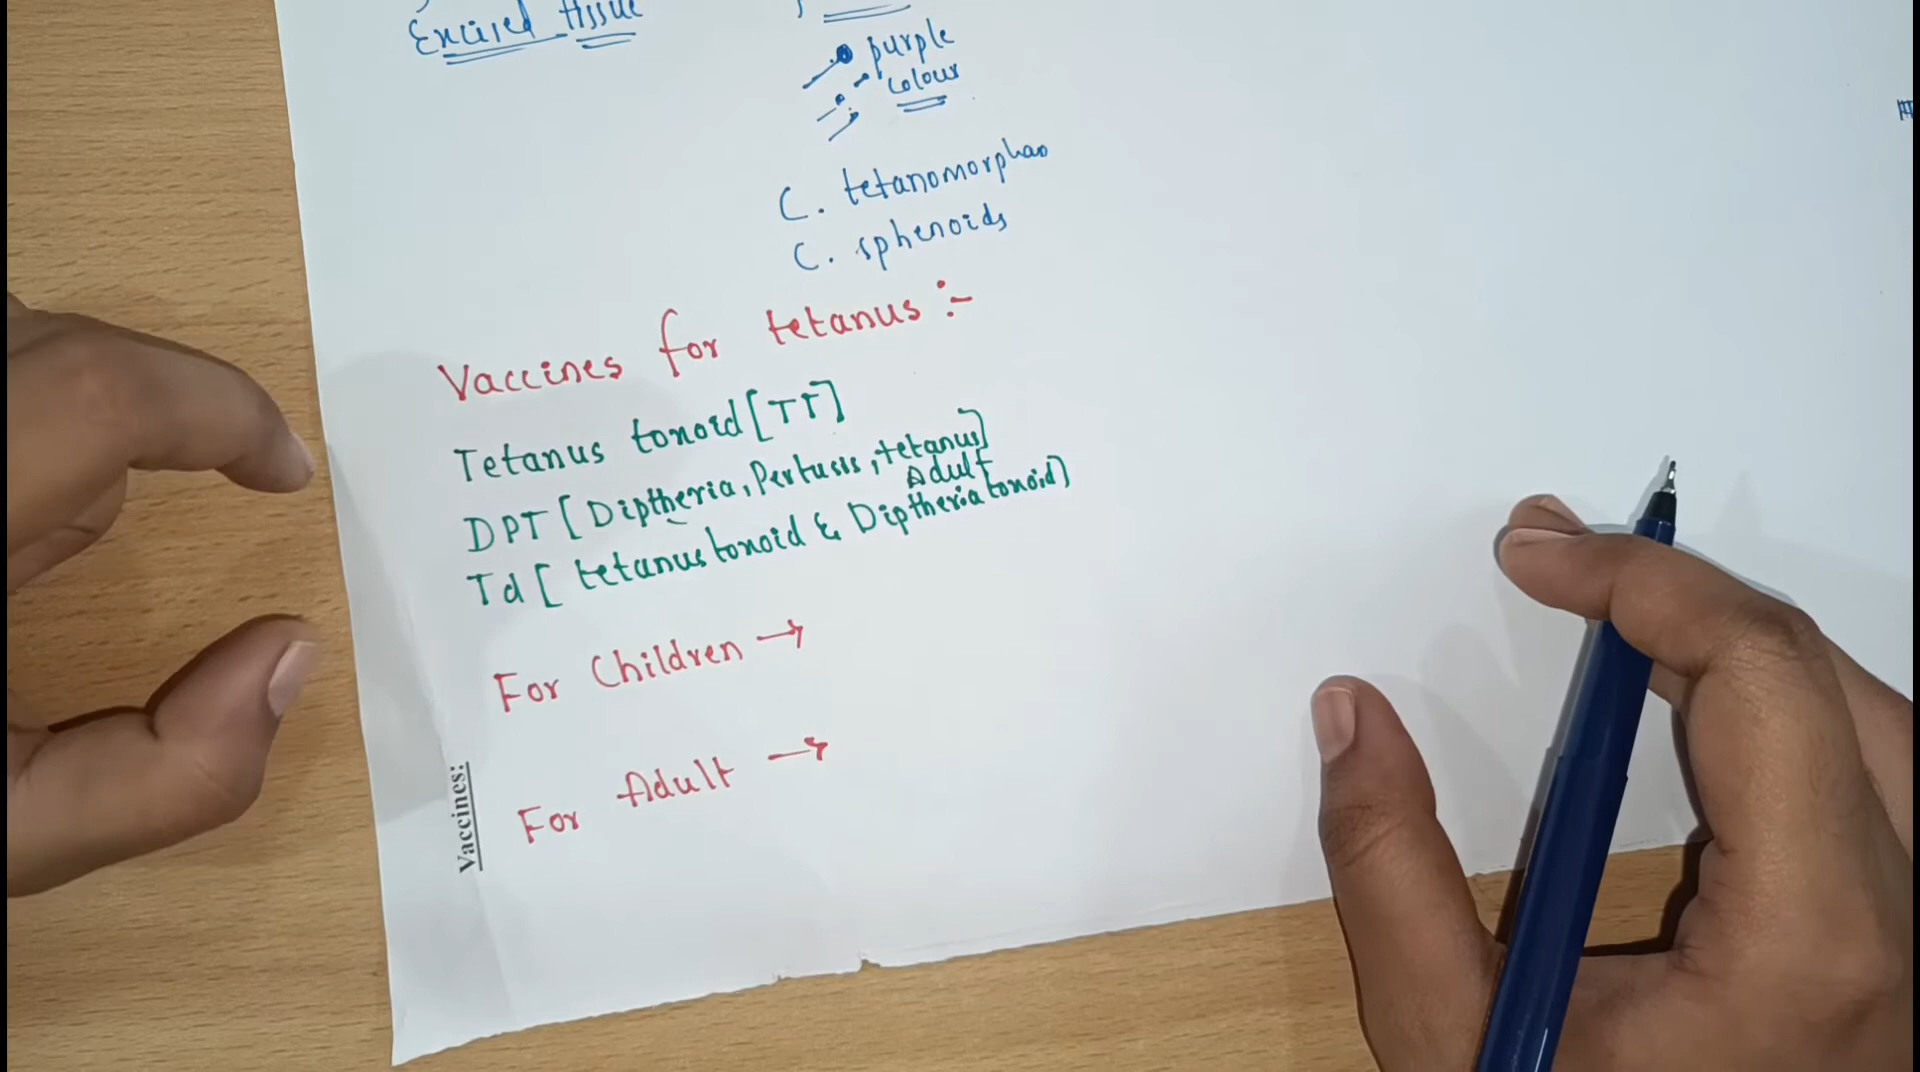 Excired tissue
purple
colour
C. tetanomorphao
C. sphenoids
Vaccines for tetanus :-
Tetanus toxoid [TT]
DPT [Diptheria, Pertusis, tetanus]
Adult
Td [tetanus toxoid & Diptheria toxoid)
For Children →
For Adult →
Vaccines: